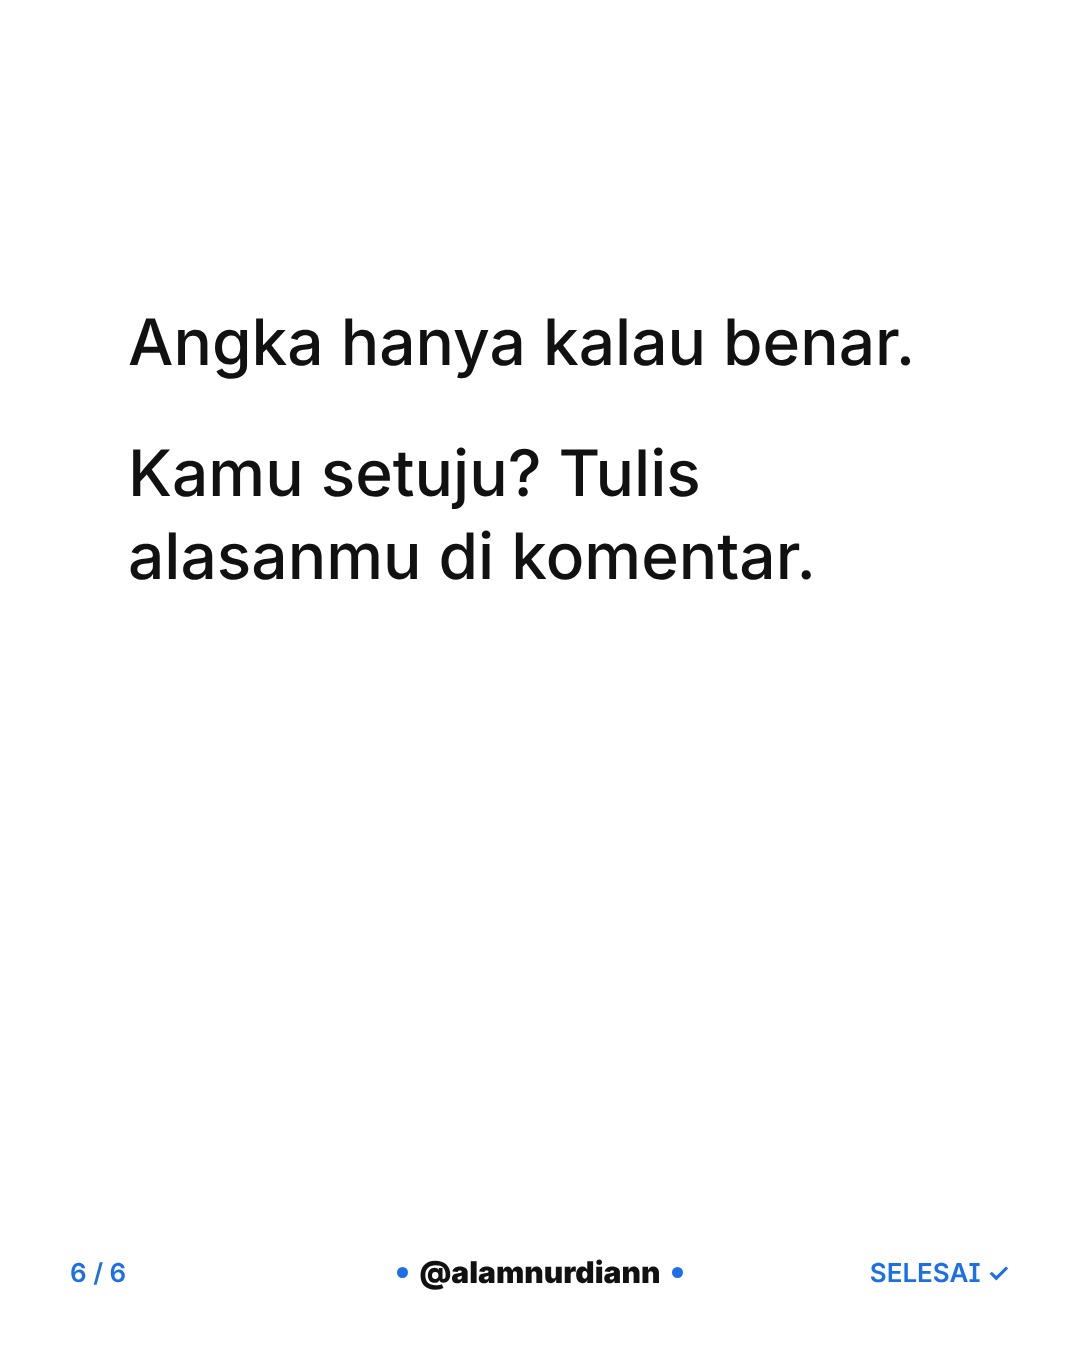 Angka hanya kalau benar.
Kamu setuju? Tulis
alasanmu di komentar.
6 / 6
• @alamnurdiann •
SELESAI ✓